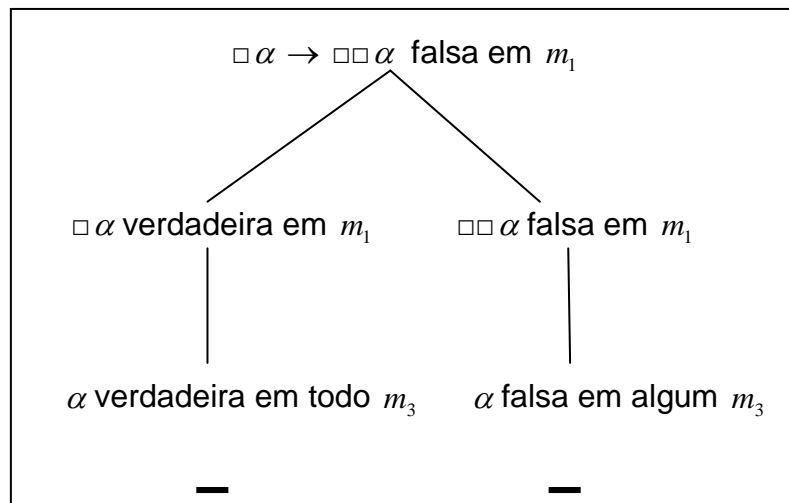 □ α → □□ α falsa em m₁
□ α verdadeira em m₁
□□ α falsa em m₁
α verdadeira em todo m₃
α falsa em algum m₃